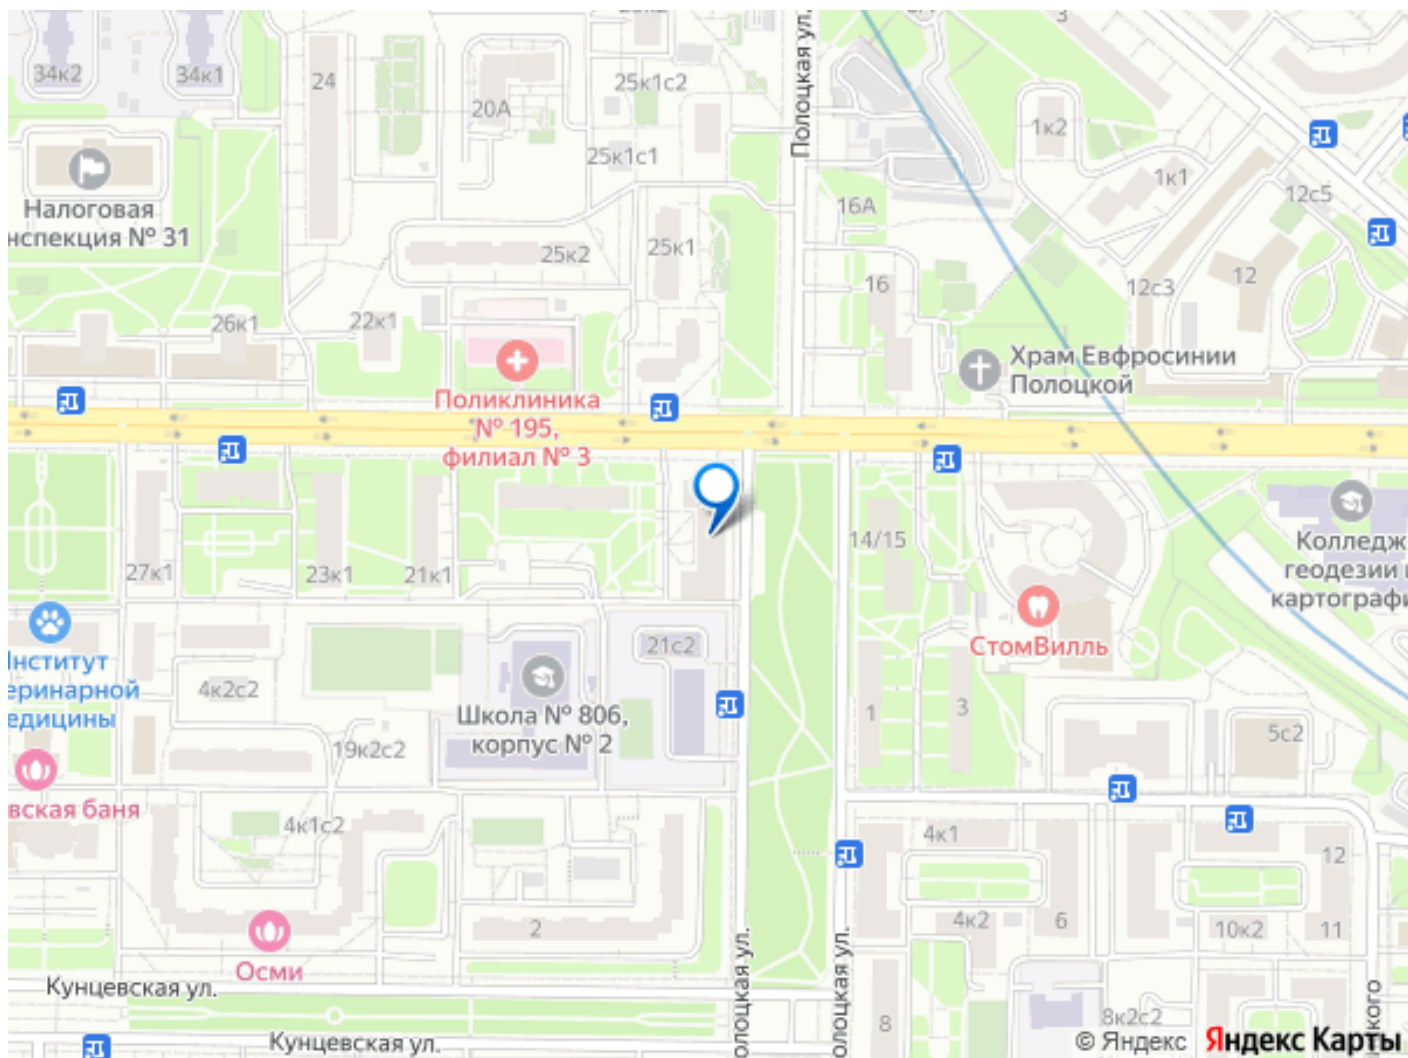 34к2
34к1
24
20А
25к1с2
Полоцкая ул.
3
1к2
25к1с1
1к1
12с5
Налоговая
нспекция № 31
16А
25к2
25к1
16
12с3
12
26к1
22к1
Храм Евфросинии
Полоцкой
Поликлиника
№ 195,
филиал № 3
27к1
23к1
21к1
14/15
Колледж
геодезии и
картографи
СтомВилль
нститут
еринарной
едицины
4к2с2
21с2
Школа № 806,
корпус № 2
1
3
5с2
19к2с2
вская баня
4к1с2
4к1
12
2
4к2
6
10к2
11
Осми
Кунцевская ул.
олоцкая ул.
олоцкая ул.
Кунцевская ул.
8
8к2с2
кого
© Яндекс Яндекс Карты